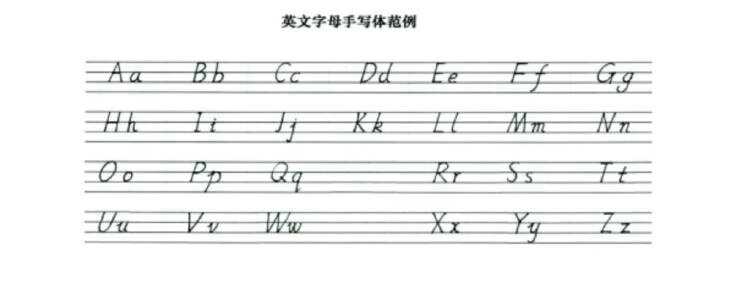 英文字母手写体范例
Aa Bb Cc Dd Ee Ff Gg
Hh Ii Jj Kk Ll Mm Nn
Oo Pp Qq Rr Ss Tt
Uu Vv Ww Xx Yy Zz